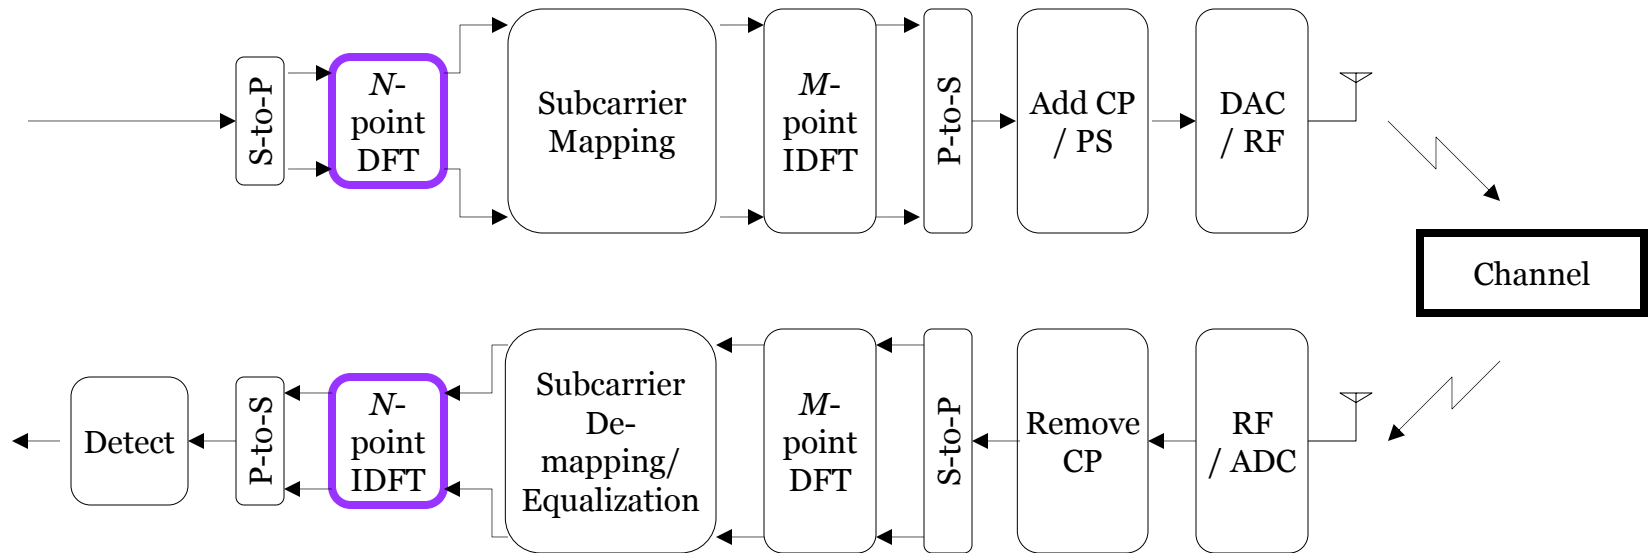 S-to-P
N-
point
DFT
Subcarrier
Mapping
M-
point
IDFT
P-to-S
Add CP
/ PS
DAC
/ RF
Channel
Detect
P-to-S
N-
point
IDFT
Subcarrier
De-
mapping/
Equalization
M-
point
DFT
S-to-P
Remove
CP
RF
/ ADC